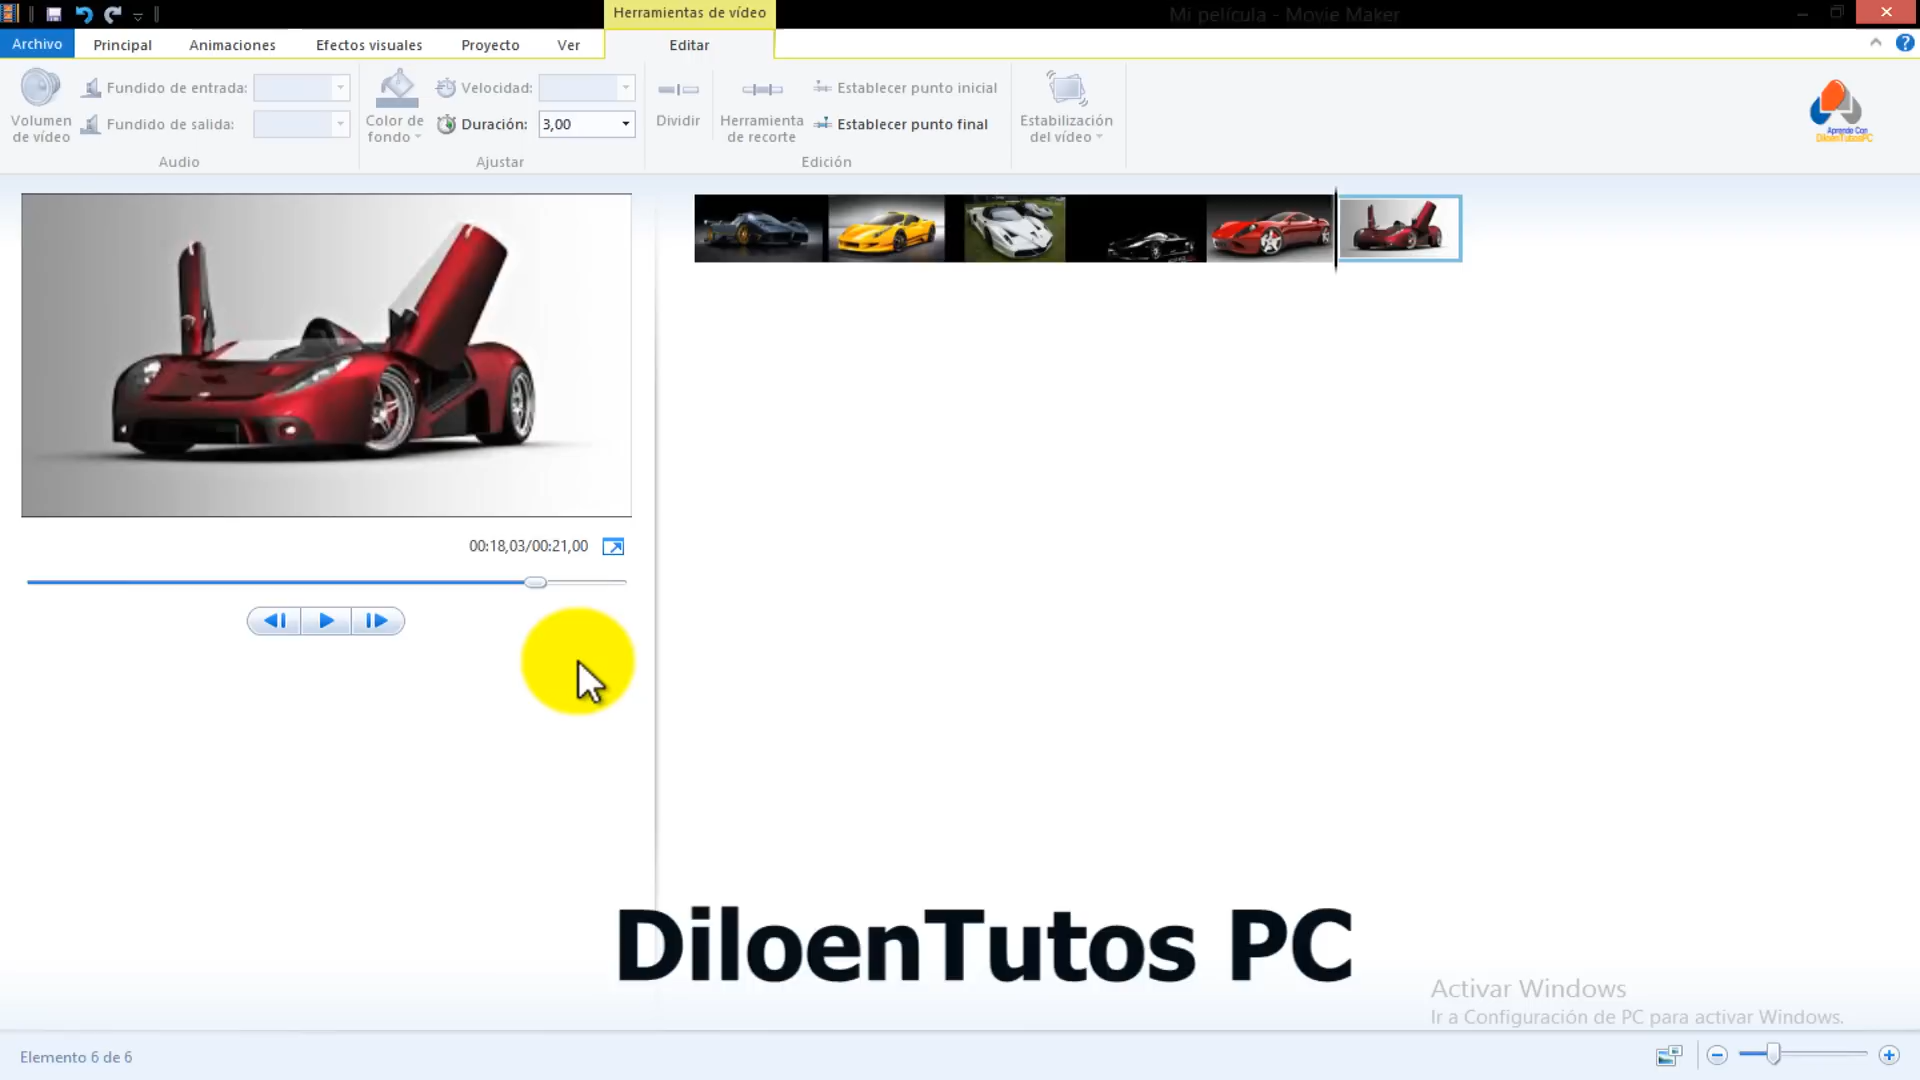 Herramientas de vídeo
Mi película - Movie Maker
Archivo
Principal
Animaciones
Efectos visuales
Proyecto
Ver
Editar
Volumen
de vídeo
Fundido de entrada:
Fundido de salida:
Audio
Color de
fondo
Velocidad:
Duración: 3,00
Ajustar
Dividir
Herramienta
de recorte
Establecer punto inicial
Establecer punto final
Edición
Estabilización
del vídeo
Aprende Con
DiloenTutosPC
00:18,03/00:21,00
DiloenTutos PC
Activar Windows
Ir a Configuración de PC para activar Windows.
Elemento 6 de 6